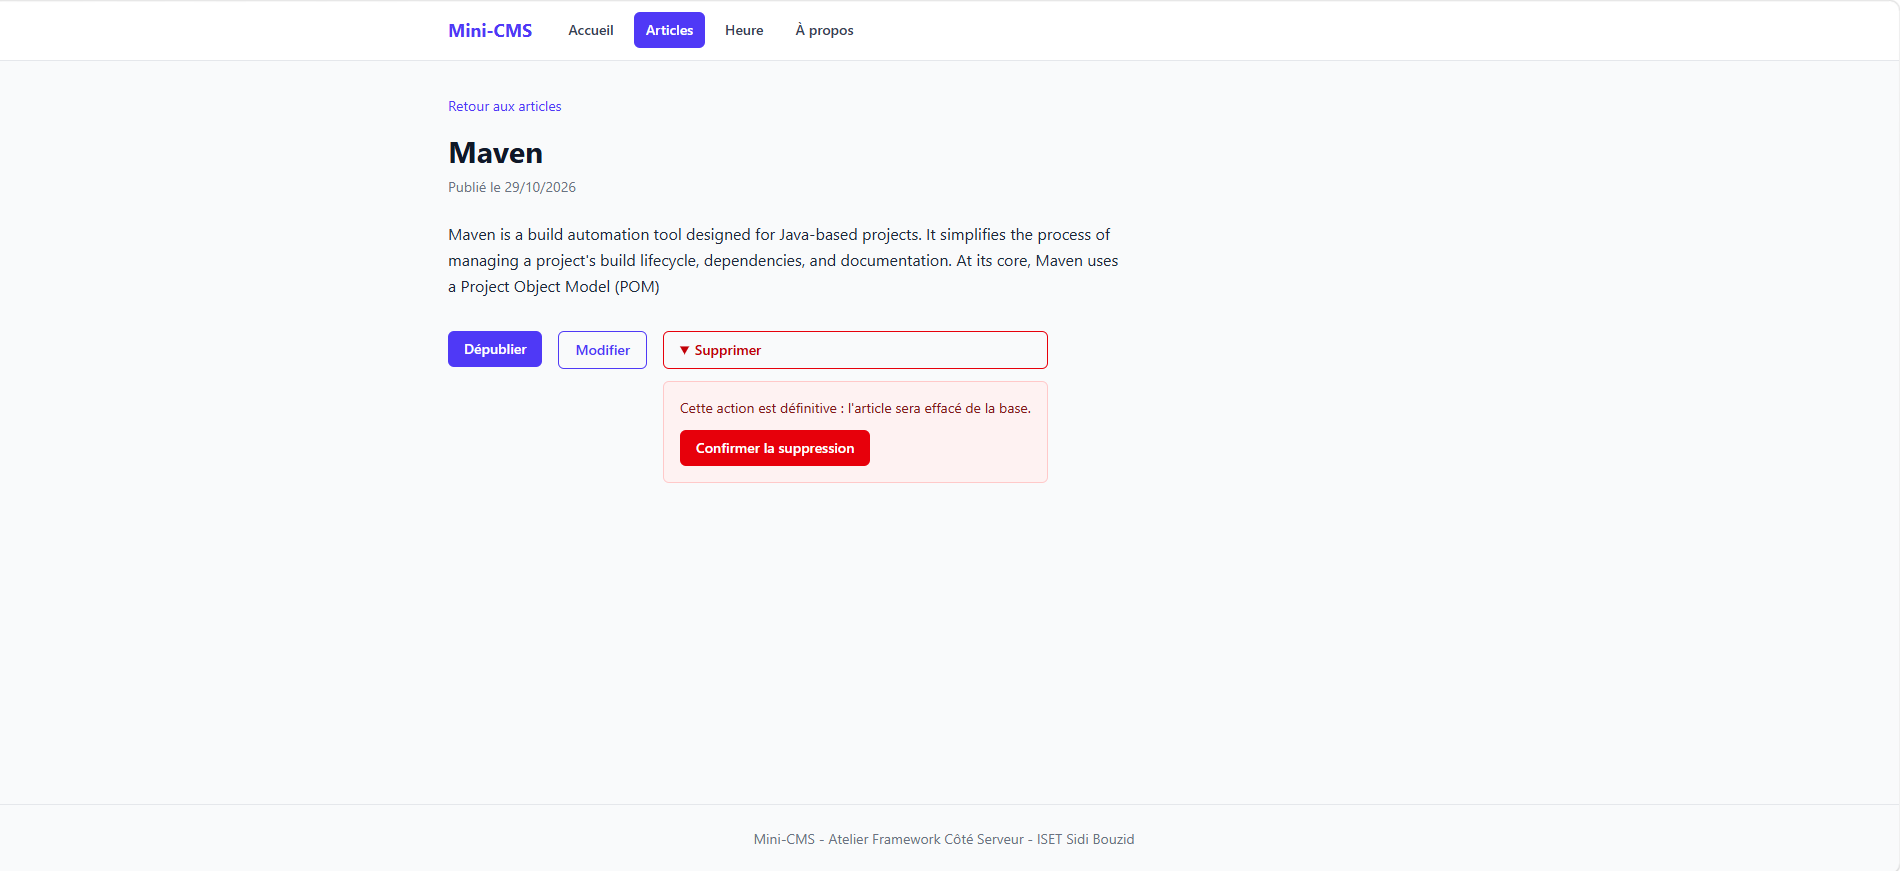 Mini-CMS Accueil Articles Heure À propos
Retour aux articles
Maven
Publié le 29/10/2026
Maven is a build automation tool designed for Java-based projects. It simplifies the process of
managing a project's build lifecycle, dependencies, and documentation. At its core, Maven uses
a Project Object Model (POM)
Dépublier Modifier ▼ Supprimer
Cette action est définitive : l'article sera effacé de la base.
Confirmer la suppression
Mini-CMS - Atelier Framework Côté Serveur - ISET Sidi Bouzid